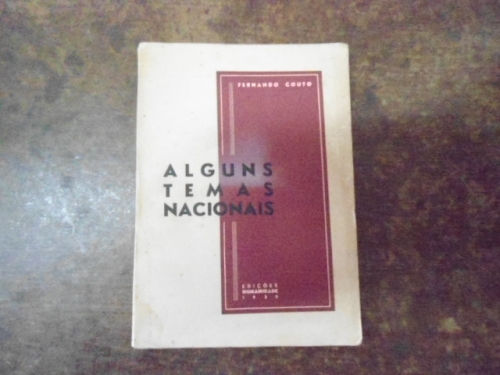 FERNANDO COUTO
ALGUNS
TEMAS
NACIONAIS
EDIÇÕES